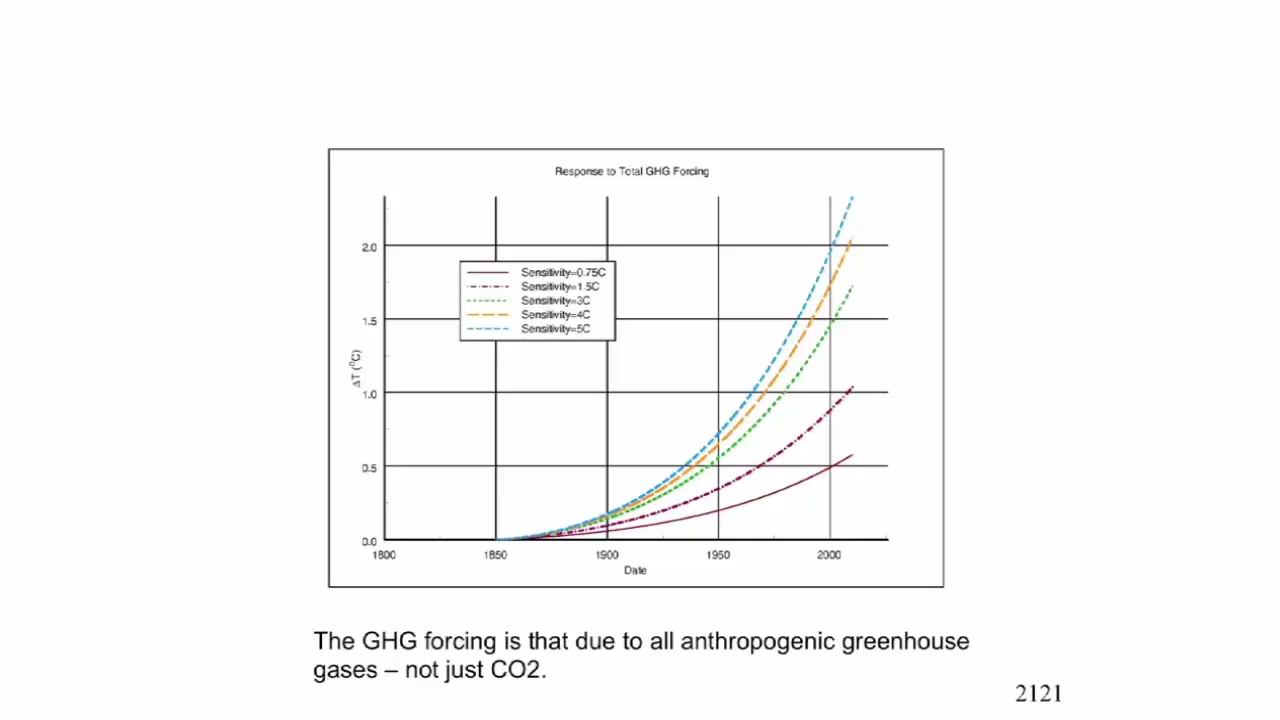 Response to Total GHG Forcing
2.0
1.5
1.0
0.5
0.0
ΔT (⁰C)
Sensitivity=0.75C
Sensitivity=1.5C
Sensitivity=3C
Sensitivity=4C
Sensitivity=5C
1800 1850 1900 1950 2000
Date
The GHG forcing is that due to all anthropogenic greenhouse
gases – not just CO2.
2121